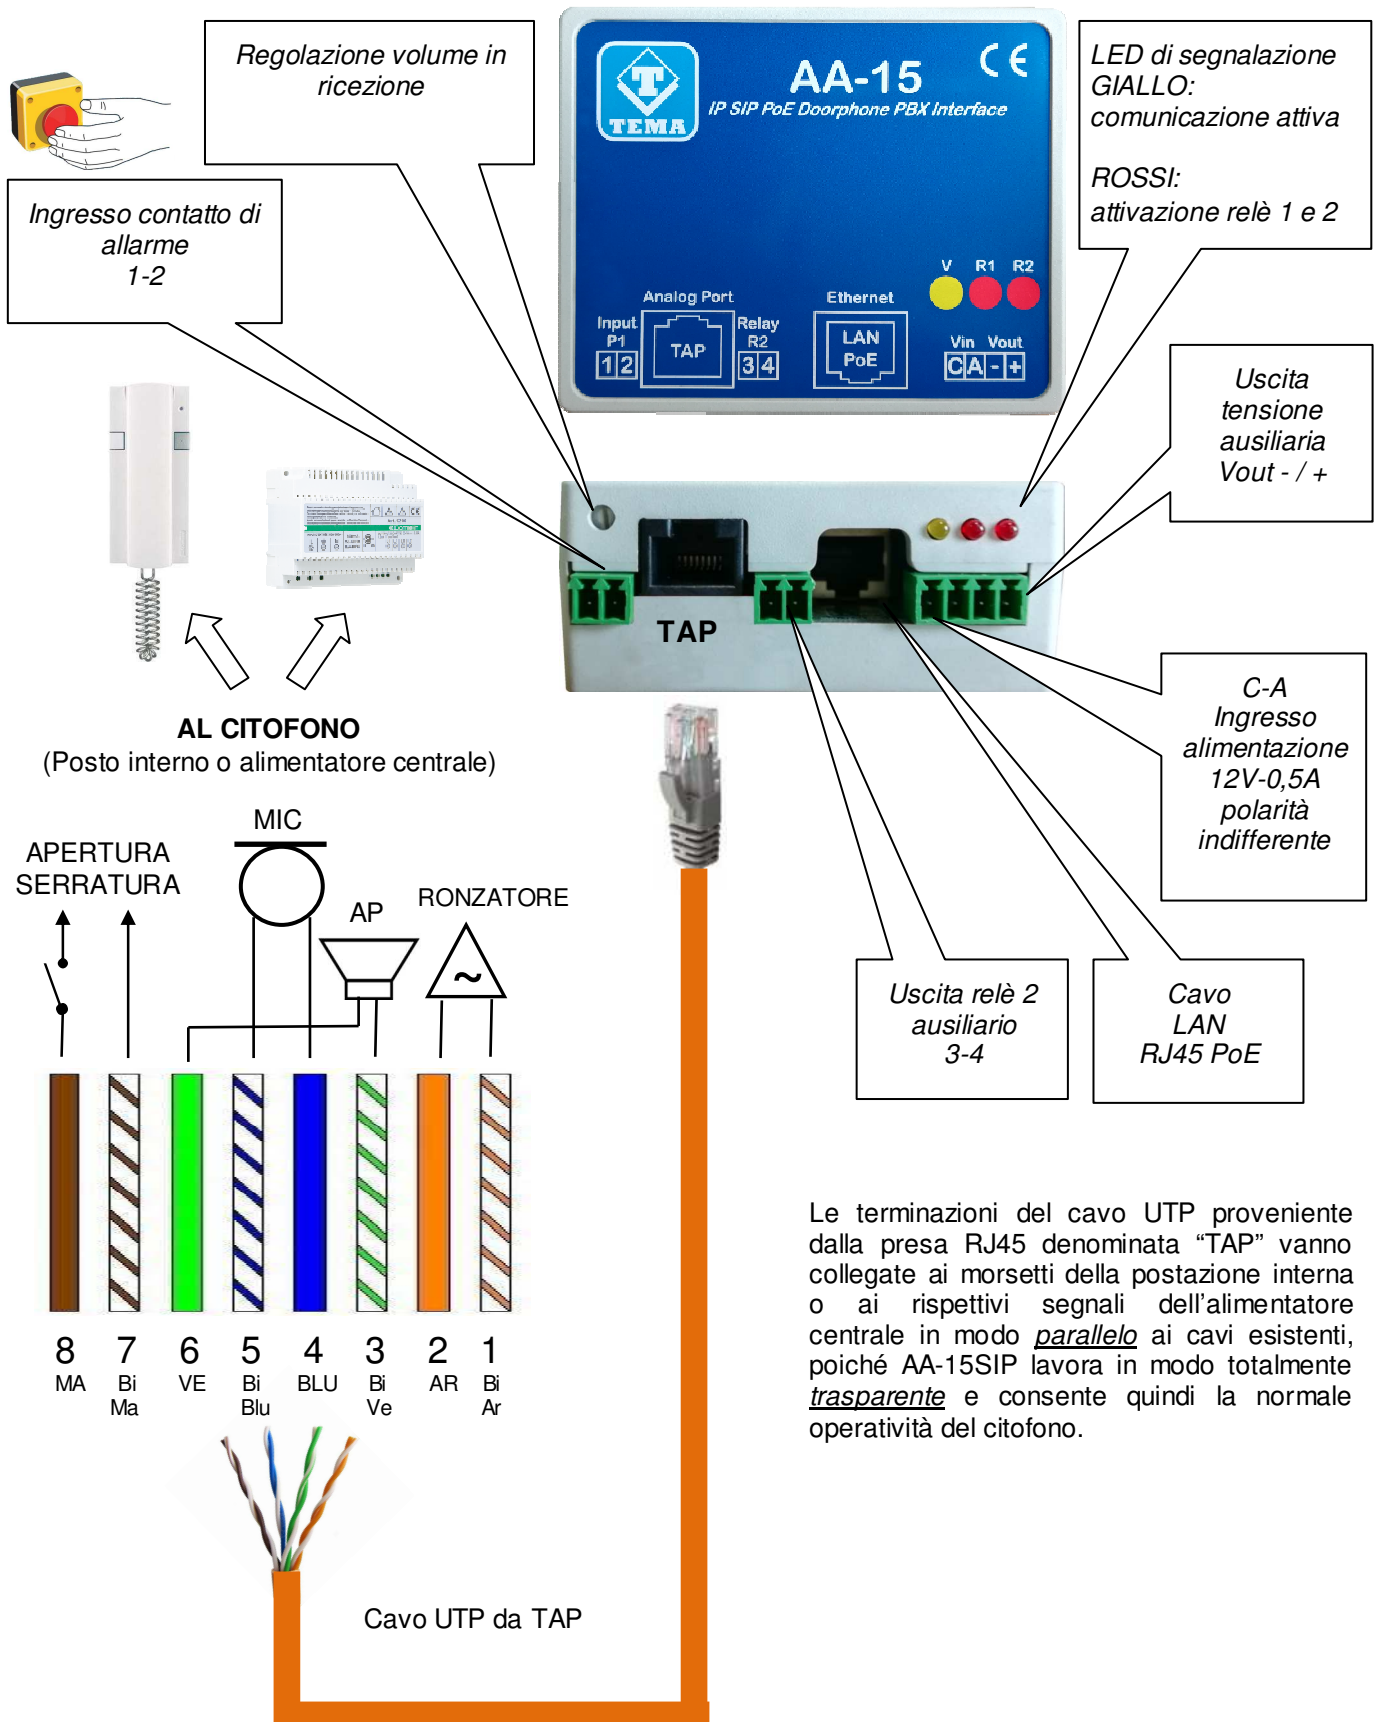 Regolazione volume in
ricezione
Ingresso contatto di
allarme
1-2
TEMA
AA-15
CE
IP SIP PoE Doorphone PBX Interface
V R1 R2
Analog Port
Ethernet
Input
P1
1 2
TAP
Relay
R2
3 4
LAN
PoE
Vin Vout
C A - +
LED di segnalazione
GIALLO:
comunicazione attiva
ROSSI:
attivazione relè 1 e 2
Uscita
tensione
ausiliaria
Vout - / +
TAP
C-A
Ingresso
alimentazione
12V-0,5A
polarità
indifferente
AL CITOFONO
(Posto interno o alimentatore centrale)
MIC
APERTURA
SERRATURA
AP
RONZATORE
~
Uscita relè 2
ausiliario
3-4
Cavo
LAN
RJ45 PoE
8 7 6 5 4 3 2 1
MA Bi VE Bi BLU Bi AR Bi
Ma Blu Ve Ar
Le terminazioni del cavo UTP proveniente
dalla presa RJ45 denominata “TAP” vanno
collegate ai morsetti della postazione interna
o ai rispettivi segnali dell’alimentatore
centrale in modo parallelo ai cavi esistenti,
poiché AA-15SIP lavora in modo totalmente
trasparente e consente quindi la normale
operatività del citofono.
Cavo UTP da TAP